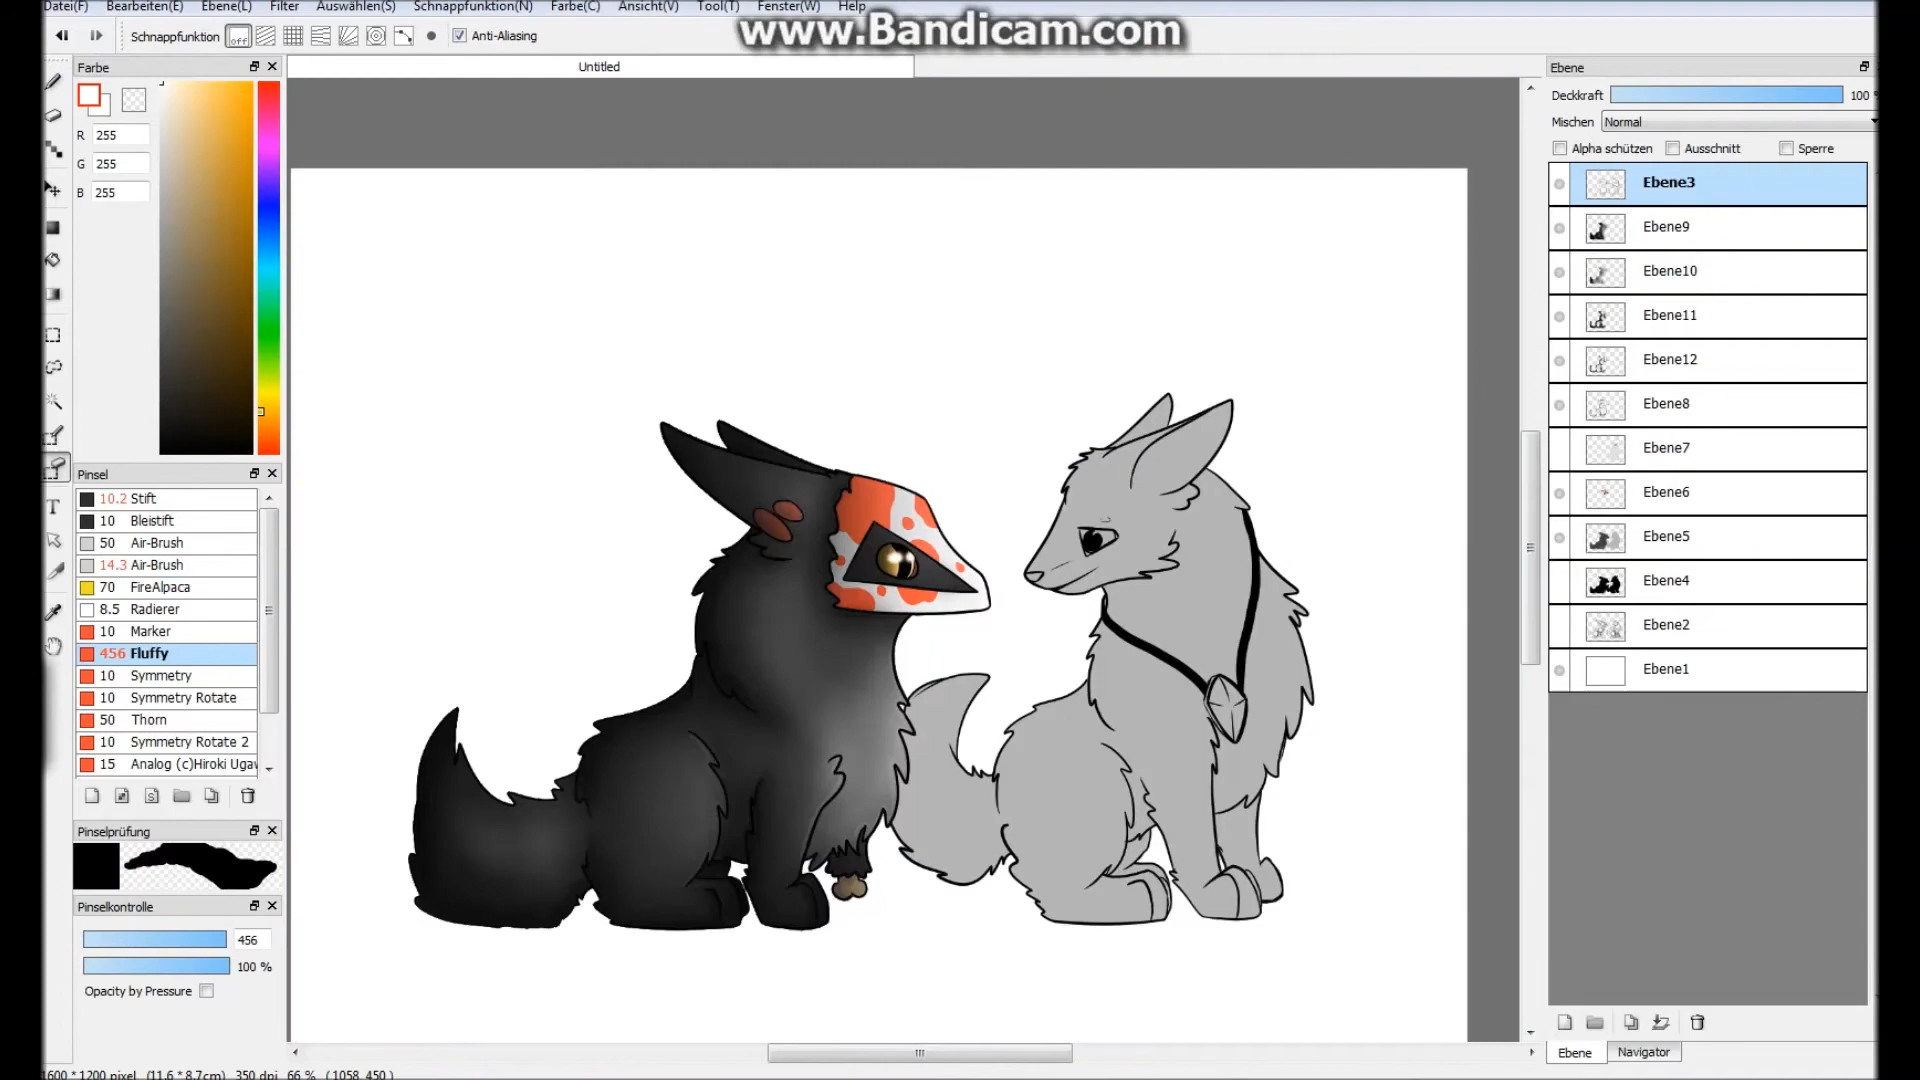 Datei(F) Bearbeiten(E) Ebene(L) Filter Auswählen(S) Schnappfunktion(N) Farbe(C) Ansicht(V) Tool(T) Fenster(W) Help
www.Bandicam.com
Schnappfunktion off Anti-Aliasing
Farbe
Untitled
Ebene
R 255
G 255
B 255
Deckkraft 100 %
Mischen Normal
Alpha schützen Ausschnitt Sperre
Ebene3
Ebene9
Ebene10
Ebene11
Ebene12
Ebene8
Ebene7
Ebene6
Ebene5
Ebene4
Ebene2
Ebene1
Pinsel
10.2 Stift
10 Bleistift
50 Air-Brush
14.3 Air-Brush
70 FireAlpaca
8.5 Radierer
10 Marker
456 Fluffy
10 Symmetry
10 Symmetry Rotate
50 Thorn
10 Symmetry Rotate 2
15 Analog (c)Hiroki Ugaw
Pinselprüfung
Pinselkontrolle
456
100 %
Opacity by Pressure
Ebene Navigator
1600 * 1200 pixel (11.6 * 8.7cm) 350 dpi 66 % ( 1058, 450 )